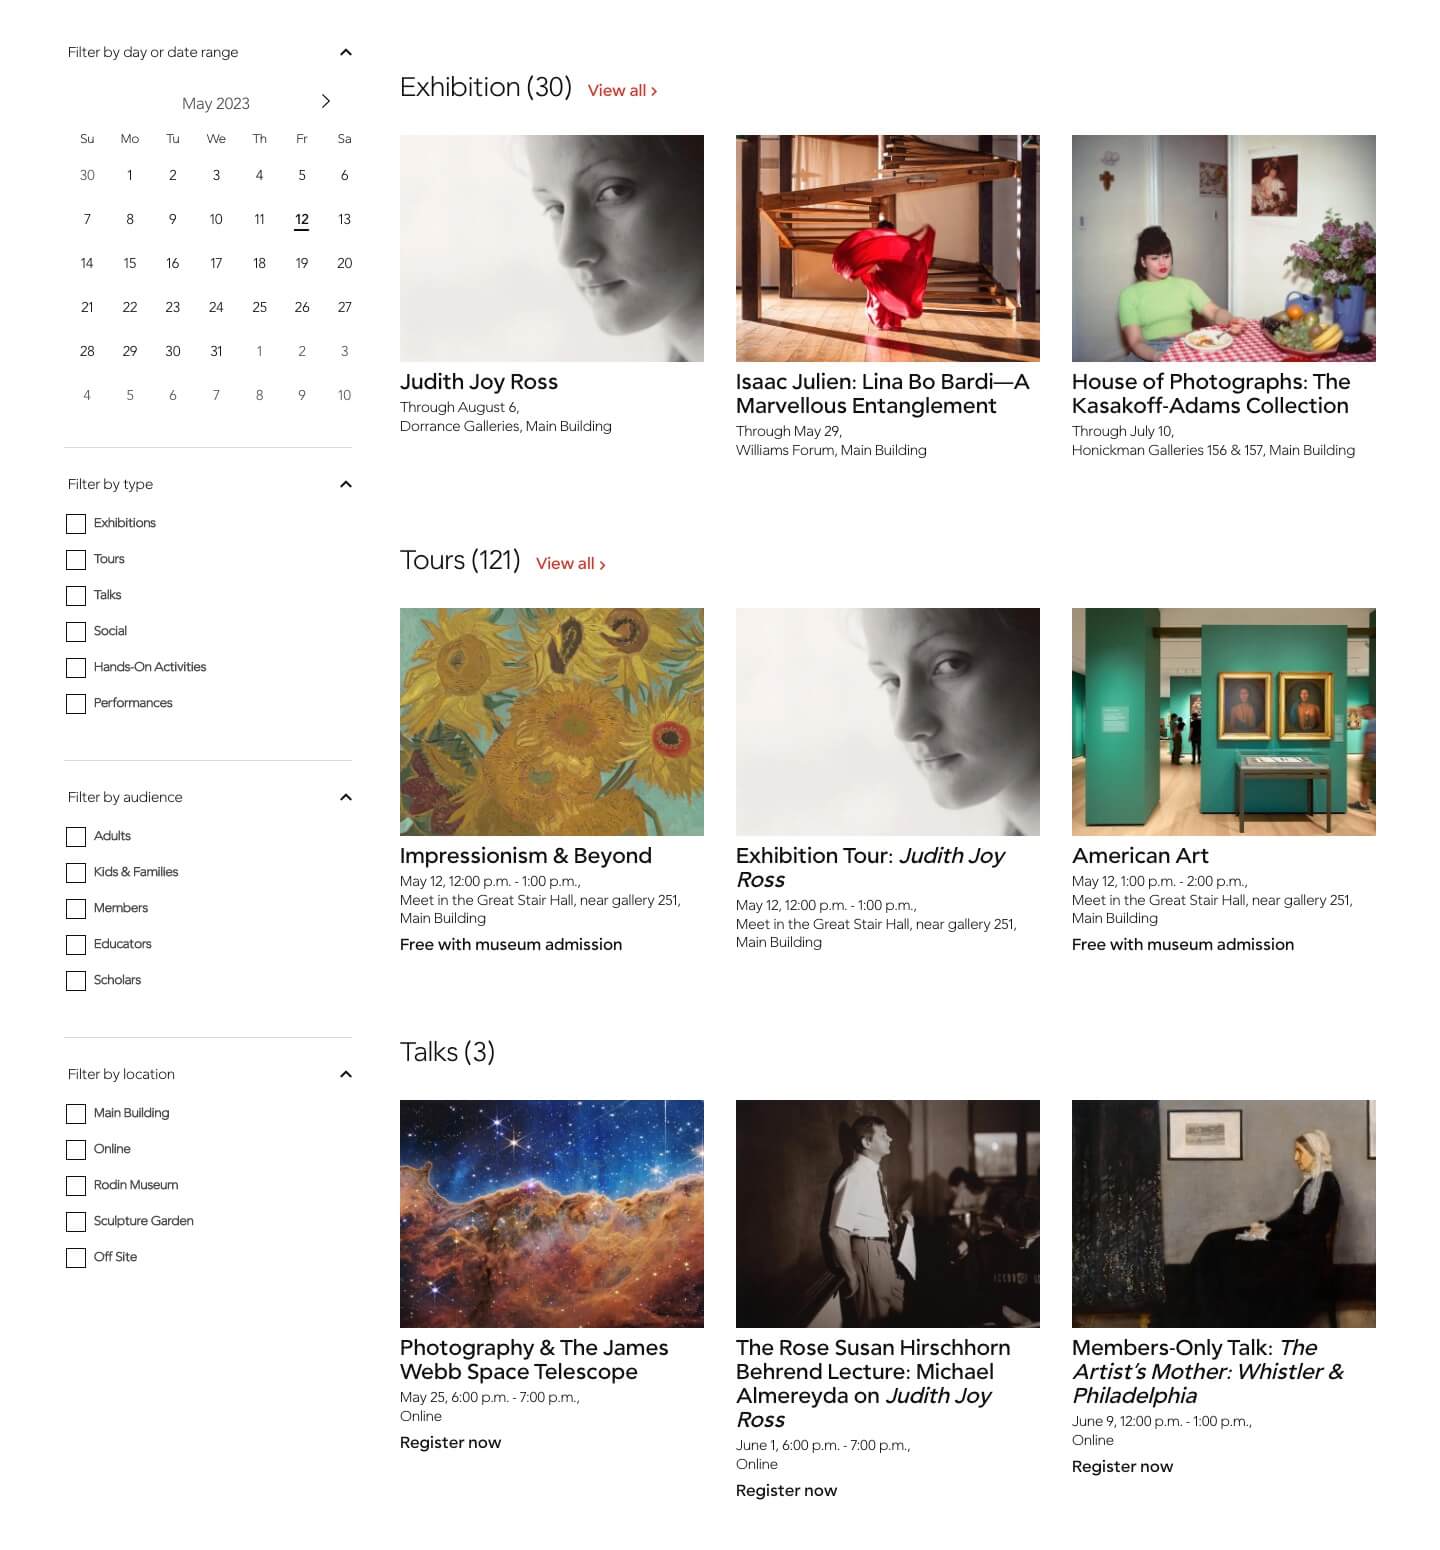 Filter by day or date range
May 2023
Su Mo Tu We Th Fr Sa
30 1 2 3 4 5 6
7 8 9 10 11 12 13
14 15 16 17 18 19 20
21 22 23 24 25 26 27
28 29 30 31 1 2 3
4 5 6 7 8 9 10
Filter by type
Exhibitions
Tours
Talks
Social
Hands-On Activities
Performances
Filter by audience
Adults
Kids & Families
Members
Educators
Scholars
Filter by location
Main Building
Online
Rodin Museum
Sculpture Garden
Off Site
Exhibition (30) View all ›
Judith Joy Ross
Through August 6,
Dorrance Galleries, Main Building
Isaac Julien: Lina Bo Bardi—A
Marvellous Entanglement
Through May 29,
Williams Forum, Main Building
House of Photographs: The
Kasakoff-Adams Collection
Through July 10,
Honickman Galleries 156 & 157, Main Building
Tours (121) View all ›
Impressionism & Beyond
May 12, 12:00 p.m. - 1:00 p.m.,
Meet in the Great Stair Hall, near gallery 251,
Main Building
Free with museum admission
Exhibition Tour: Judith Joy
Ross
May 12, 12:00 p.m. - 1:00 p.m.,
Meet in the Great Stair Hall, near gallery 251,
Main Building
American Art
May 12, 1:00 p.m. - 2:00 p.m.,
Meet in the Great Stair Hall, near gallery 251,
Main Building
Free with museum admission
Talks (3)
Photography & The James
Webb Space Telescope
May 25, 6:00 p.m. - 7:00 p.m.,
Online
Register now
The Rose Susan Hirschhorn
Behrend Lecture: Michael
Almereyda on Judith Joy
Ross
June 1, 6:00 p.m. - 7:00 p.m.,
Online
Register now
Members-Only Talk: The
Artist's Mother: Whistler &
Philadelphia
June 9, 12:00 p.m. - 1:00 p.m.,
Online
Register now